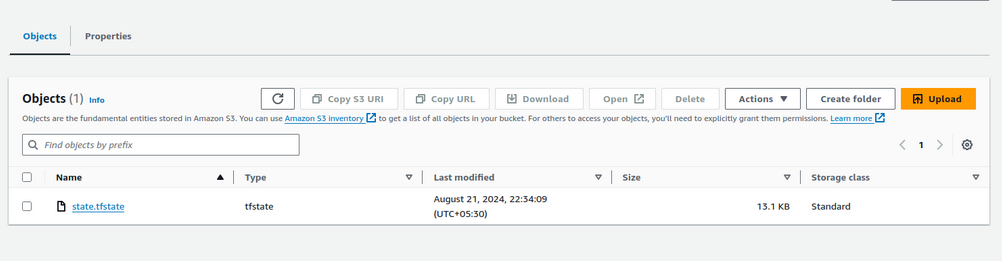 Objects
Properties
Objects (1) Info
Copy S3 URI
Copy URL
Download
Open
Delete
Actions
Create folder
Upload
Objects are the fundamental entities stored in Amazon S3. You can use Amazon S3 inventory to get a list of all objects in your bucket. For others to access your objects, you'll need to explicitly grant them permissions. Learn more
Find objects by prefix
1
Name Type Last modified Size Storage class
state.tfstate tfstate August 21, 2024, 22:34:09 13.1 KB Standard
(UTC+05:30)